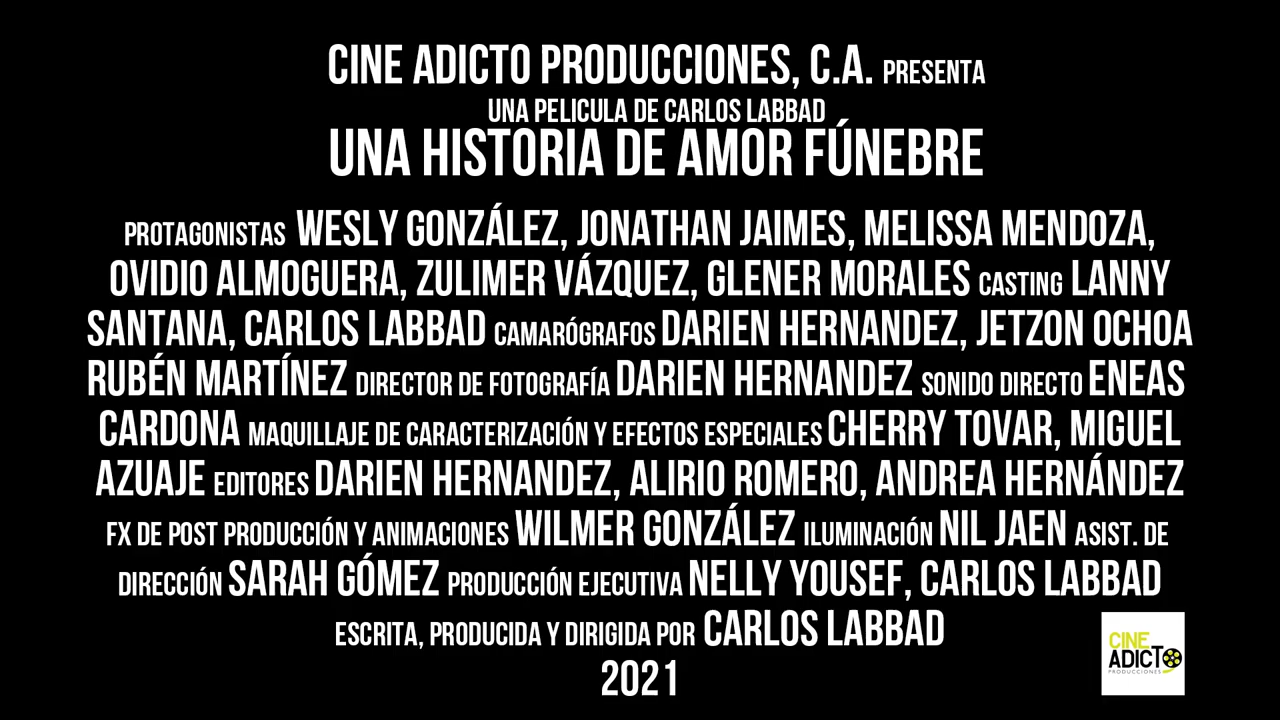 CINE ADICTO PRODUCCIONES, C.A. PRESENTA
UNA PELICULA DE CARLOS LABBAD
UNA HISTORIA DE AMOR FÚNEBRE
PROTAGONISTAS WESLY GONZÁLEZ, JONATHAN JAIMES, MELISSA MENDOZA,
OVIDIO ALMOGUERA, ZULIMER VÁZQUEZ, GLENER MORALES CASTING LANNY
SANTANA, CARLOS LABBAD CAMARÓGRAFOS DARIEN HERNANDEZ, JETZON OCHOA
RUBÉN MARTÍNEZ DIRECTOR DE FOTOGRAFÍA DARIEN HERNANDEZ SONIDO DIRECTO ENEAS
CARDONA MAQUILLAJE DE CARACTERIZACIÓN Y EFECTOS ESPECIALES CHERRY TOVAR, MIGUEL
AZUAJE EDITORES DARIEN HERNANDEZ, ALIRIO ROMERO, ANDREA HERNÁNDEZ
FX DE POST PRODUCCIÓN Y ANIMACIONES WILMER GONZÁLEZ ILUMINACIÓN NIL JAEN ASIST. DE
DIRECCIÓN SARAH GÓMEZ PRODUCCIÓN EJECUTIVA NELLY YOUSEF, CARLOS LABBAD
ESCRITA, PRODUCIDA Y DIRIGIDA POR CARLOS LABBAD
2021
CINE
ADICTO
PRODUCCIONES